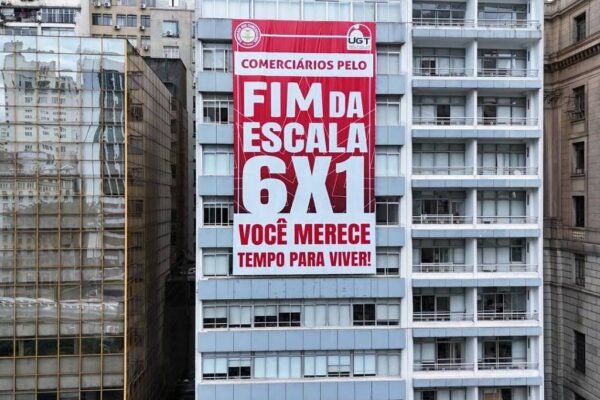 UGT
COMERCIÁRIOS PELO
FIM DA
ESCALA
6X1
VOCÊ MERECE
TEMPO PARA VIVER!